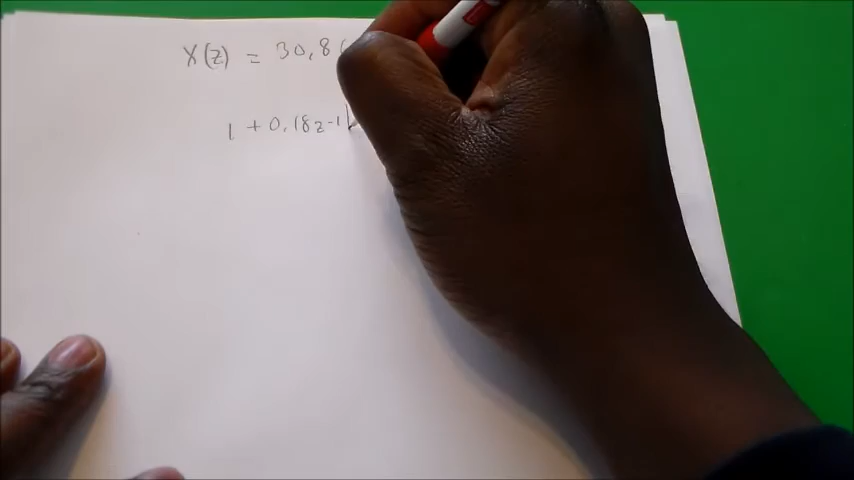 X(z) = 30,8
1 + 0,18z-1